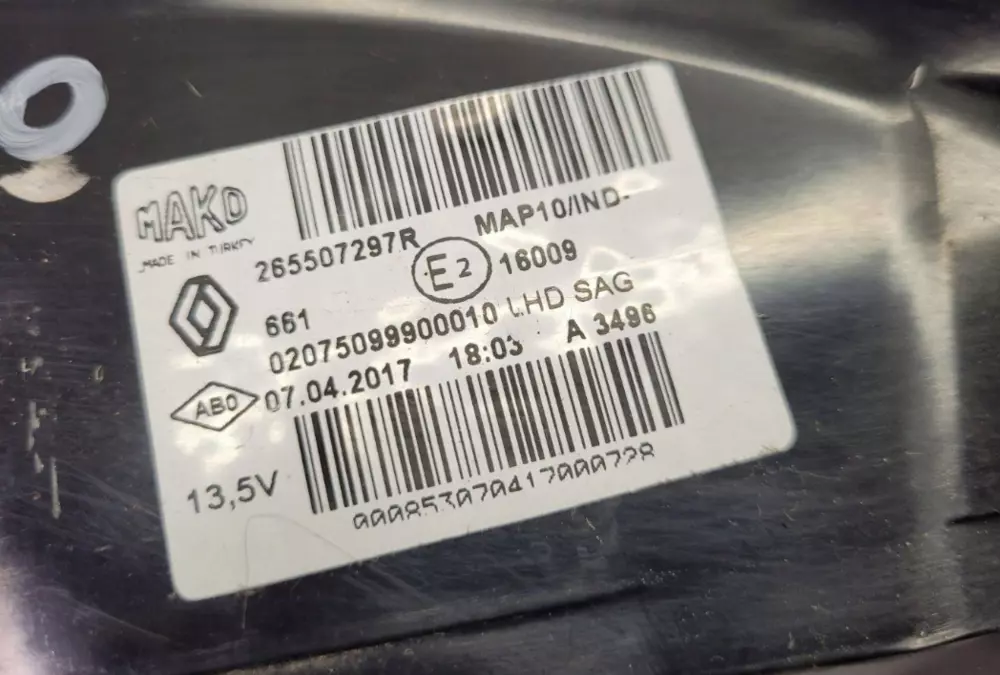 MAKO
MADE IN TURKEY
265507297R MAP10/IND-
661 E2 16009
02075099900010 LHD SAG
ABO 07.04.2017 18:03 A 3496
13,5V
000853070417000728